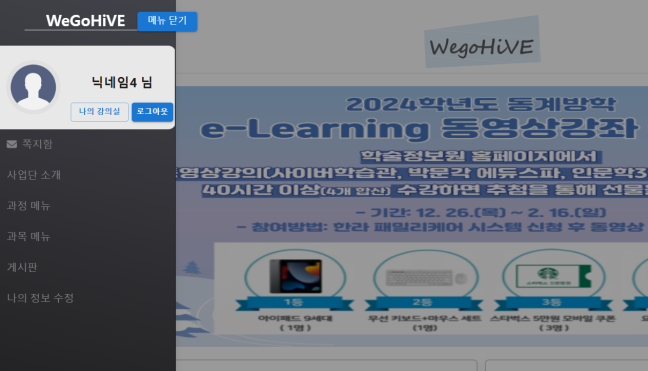 WeGoHiVE
메뉴 닫기
닉네임4 님
나의 강의실
로그아웃
쪽지함
사업단 소개
과정 메뉴
과목 메뉴
게시판
나의 정보 수정
WegoHiVE
2024학년도 동계방학
e-Learning 동영상강좌
학술정보원 홈페이지에서
영상강의(사이버학습관, 박문각 에듀스파, 인문학3
40시간 이상(4개 합산) 수강하면 추첨을 통해 선물을
- 기간: 12. 26.(목) ~ 2. 16.(일)
- 참여방법: 한라 패밀리케어 시스템 신청 후 동영상
1등
2등
3등
아이패드 9세대
(1명)
무선 키보드+마우스 세트
(1명)
스타벅스 5만원 모바일 쿠폰
(3명)